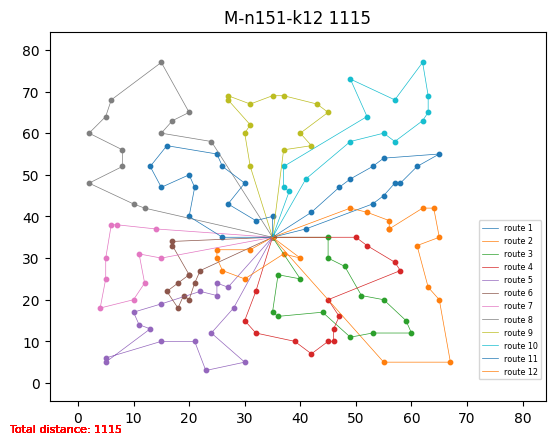 M-n151-k12 1115
80
70
60
50
40
30
20
10
0
0 10 20 30 40 50 60 70 80
route 1
route 2
route 3
route 4
route 5
route 6
route 7
route 8
route 9
route 10
route 11
route 12
Total distance: 1115